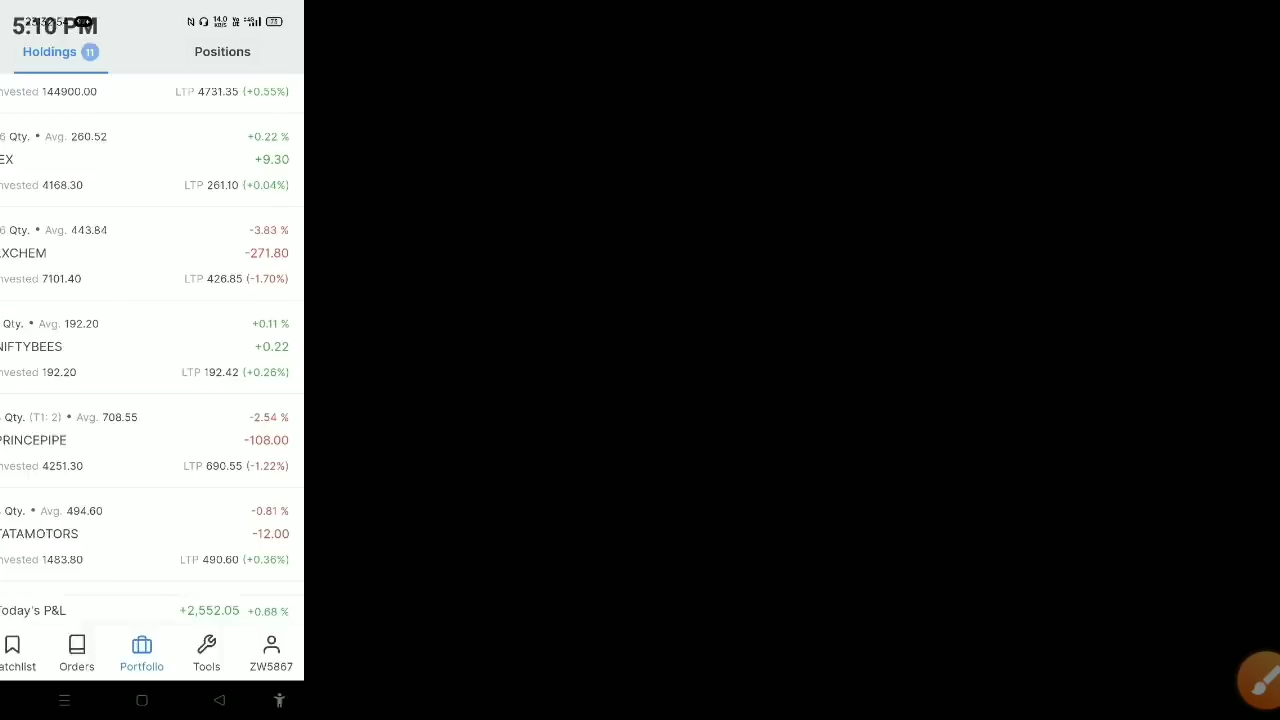 5:10 PM
14.0
73
Holdings 11 Positions
nvested 144900.00 LTP 4731.35 (+0.55%)
6 Qty. • Avg. 260.52 +0.22 %
EX +9.30
nvested 4168.30 LTP 261.10 (+0.04%)
6 Qty. • Avg. 443.84 -3.83 %
XCHEM -271.80
nvested 7101.40 LTP 426.85 (-1.70%)
Qty. • Avg. 192.20 +0.11 %
NIFTYBEES +0.22
nvested 192.20 LTP 192.42 (+0.26%)
Qty. (T1: 2) • Avg. 708.55 -2.54 %
PRINCEPIPE -108.00
nvested 4251.30 LTP 690.55 (-1.22%)
Qty. • Avg. 494.60 -0.81 %
TATAMOTORS -12.00
nvested 1483.80 LTP 490.60 (+0.36%)
Today's P&L +2,552.05 +0.68 %
atchlist Orders Portfolio Tools ZW5867